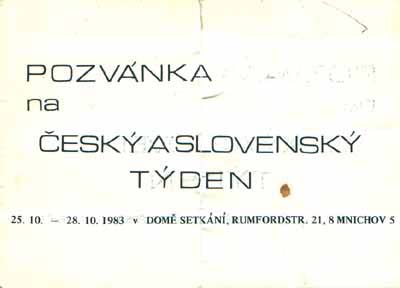 POZVÁNKA
na
ČESKÝ A SLOVENSKÝ
TÝDEN
25. 10. — 28. 10. 1983 v DOMĚ SETKÁNÍ, RUMFORDSTR. 21, 8 MNICHOV 5